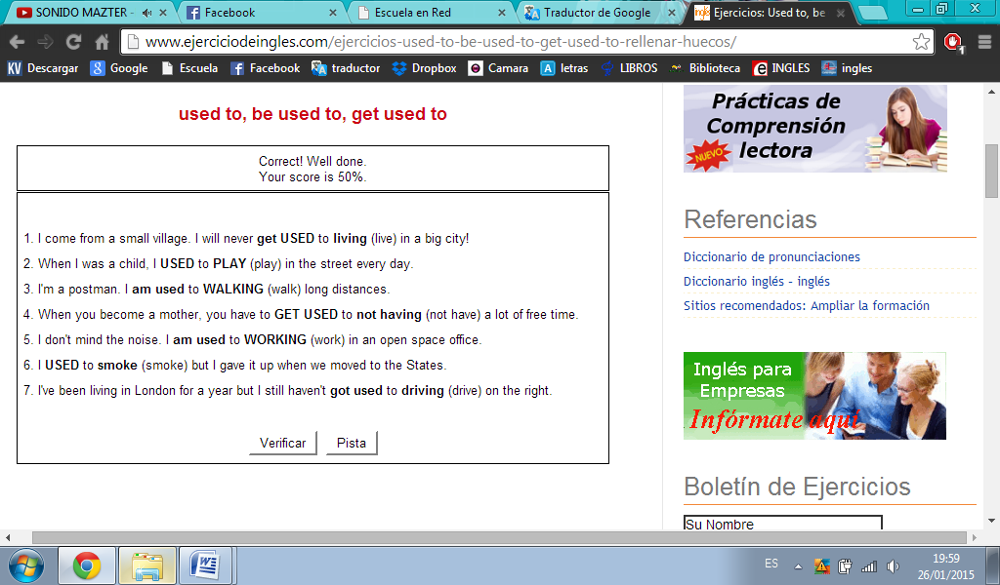 SONIDO MAZTER -
Facebook
Escuela en Red
Traductor de Google
Ejercicios: Used to, be
www.ejerciciodeingles.com/ejercicios-used-to-be-used-to-get-used-to-rellenar-huecos/
1
KV Descargar
g Google
Escuela
f Facebook
traductor
Dropbox
Camara
A letras
LIBROS
Biblioteca
e INGLES
ingles
used to, be used to, get used to
Correct! Well done.
Your score is 50%.
1. I come from a small village. I will never get USED to living (live) in a big city!
2. When I was a child, I USED to PLAY (play) in the street every day.
3. I'm a postman. I am used to WALKING (walk) long distances.
4. When you become a mother, you have to GET USED to not having (not have) a lot of free time.
5. I don't mind the noise. I am used to WORKING (work) in an open space office.
6. I USED to smoke (smoke) but I gave it up when we moved to the States.
7. I've been living in London for a year but I still haven't got used to driving (drive) on the right.
Verificar
Pista
Prácticas de
Comprensión
lectora
NUEVO
Referencias
Diccionario de pronunciaciones
Diccionario inglés - inglés
Sitios recomendados: Ampliar la formación
Inglés para
Empresas
Infórmate aquí
Boletín de Ejercicios
Su Nombre
ES
19:59
26/01/2015